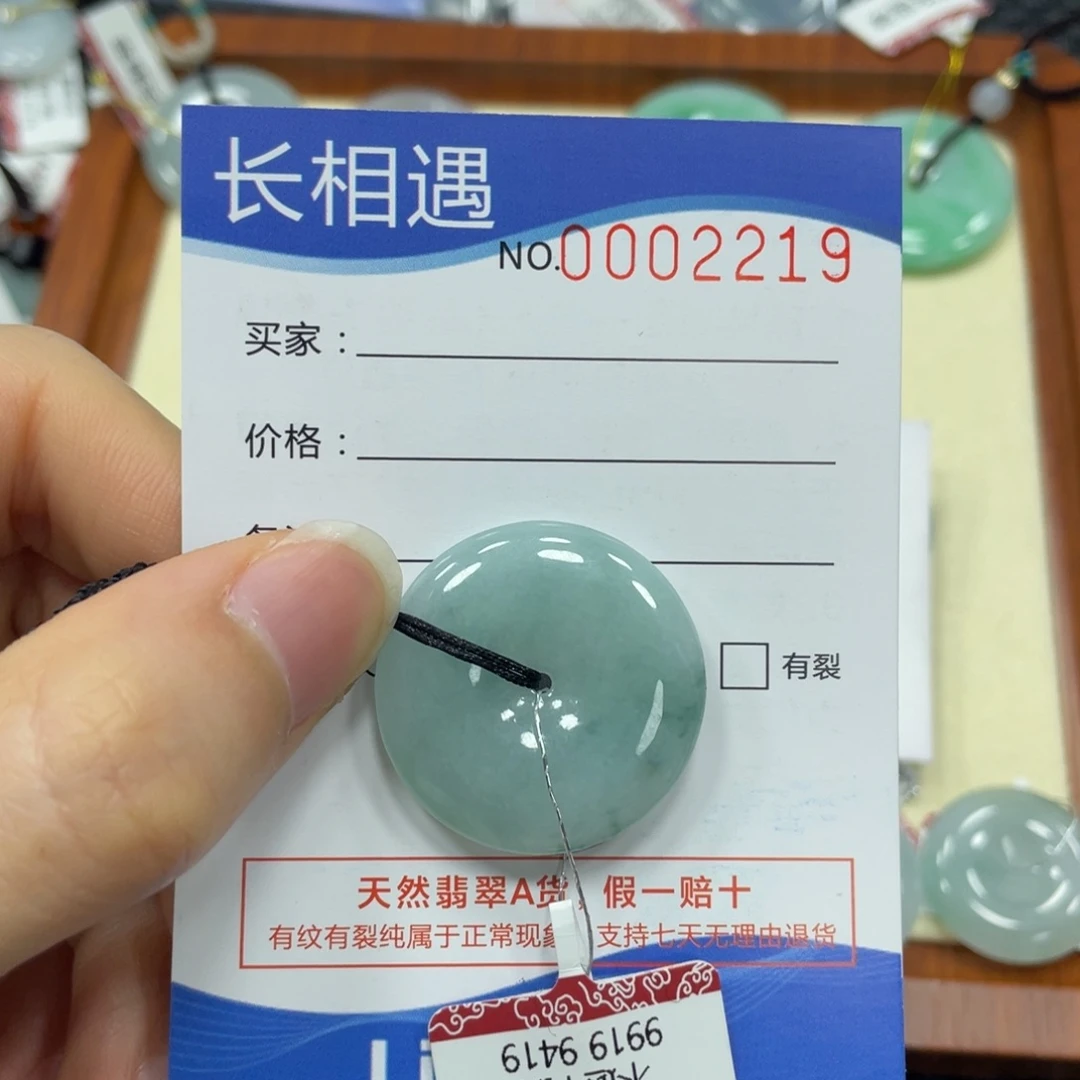 长相遇
NO.0002219
买家：
价格：
有裂
天然翡翠A货，假一赔十
有纹有裂纯属于正常现象 支持七天无理由退货
9919 9419